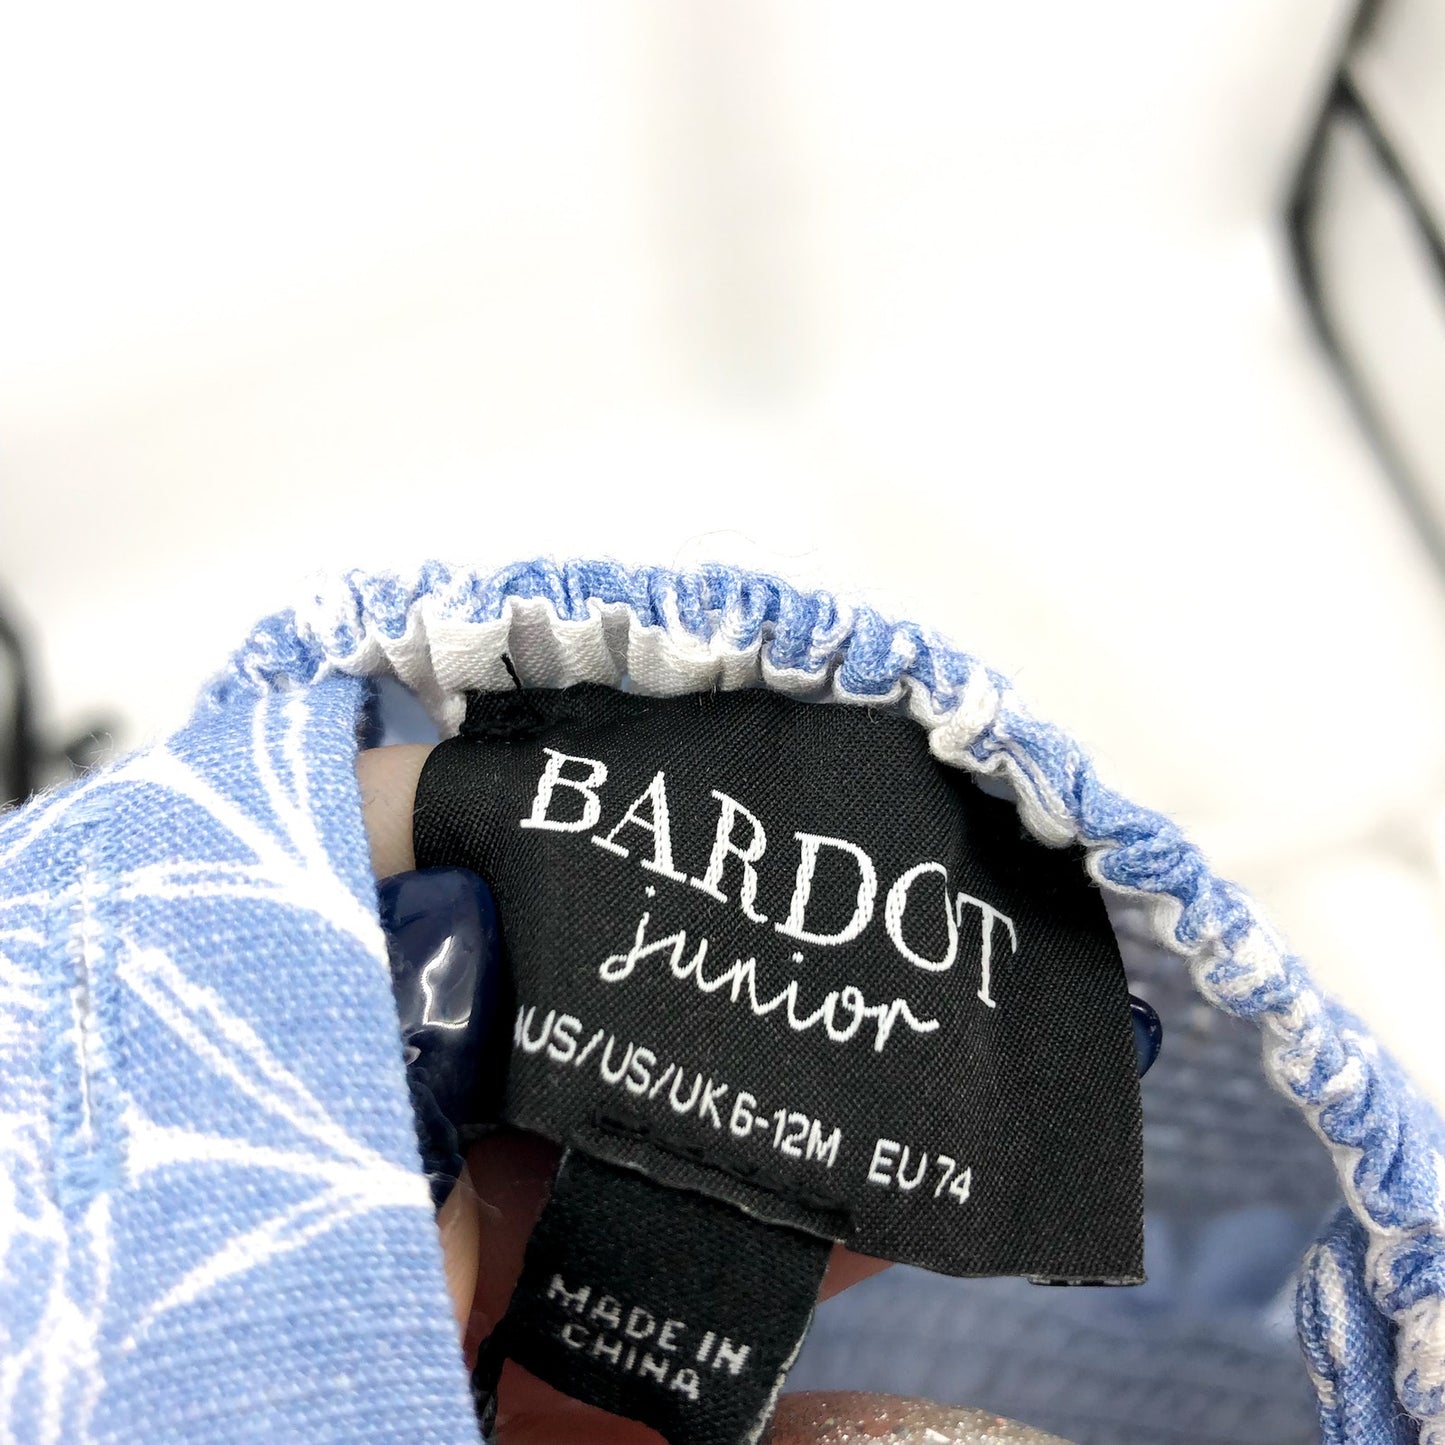 BARDOT
junior
AUS/US/UK 6-12M EU 74
MADE IN
CHINA